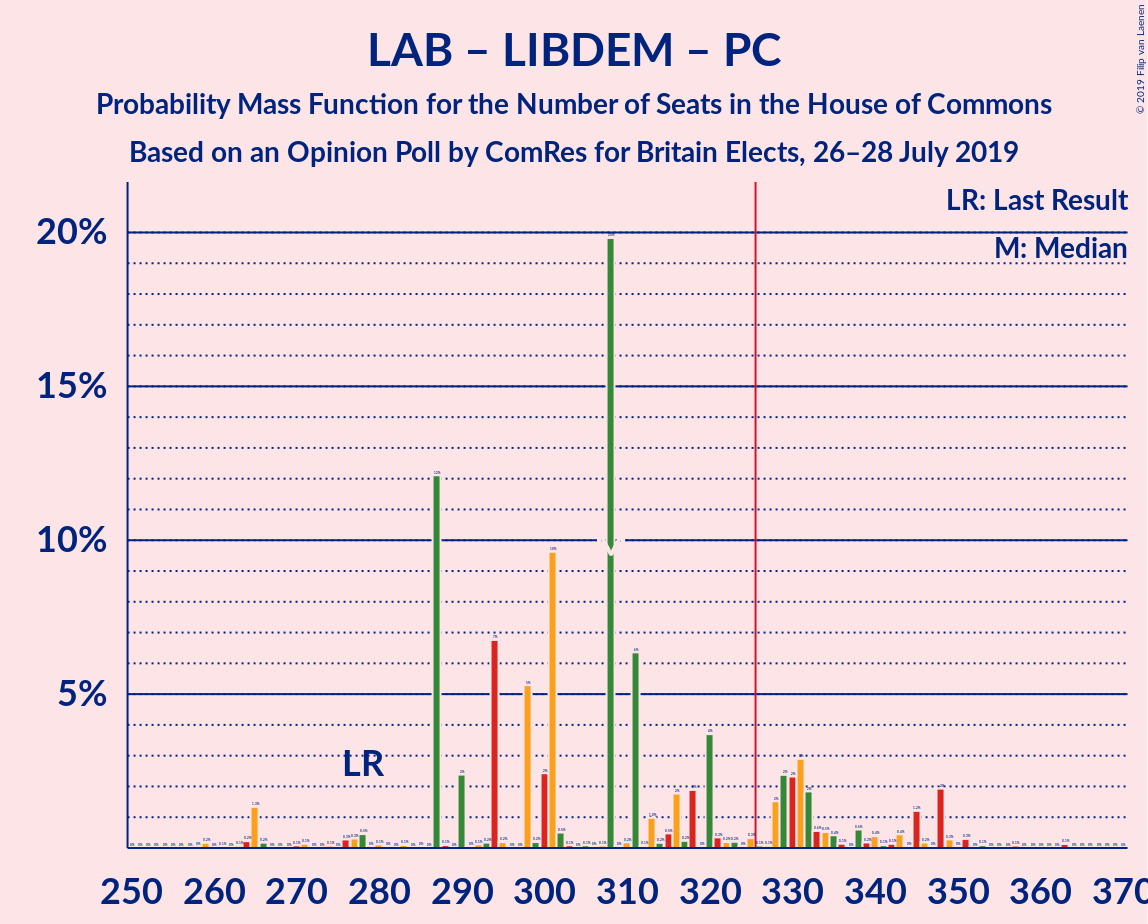 LAB – LIBDEM – PC
Probability Mass Function for the Number of Seats in the House of Commons
Based on an Opinion Poll by ComRes for Britain Elects, 26–28 July 2019
© 2019 Filip van Laenen
LR: Last Result
M: Median
20%
15%
10%
5%
LR
250 260 270 280 290 300 310 320 330 340 350 360 370